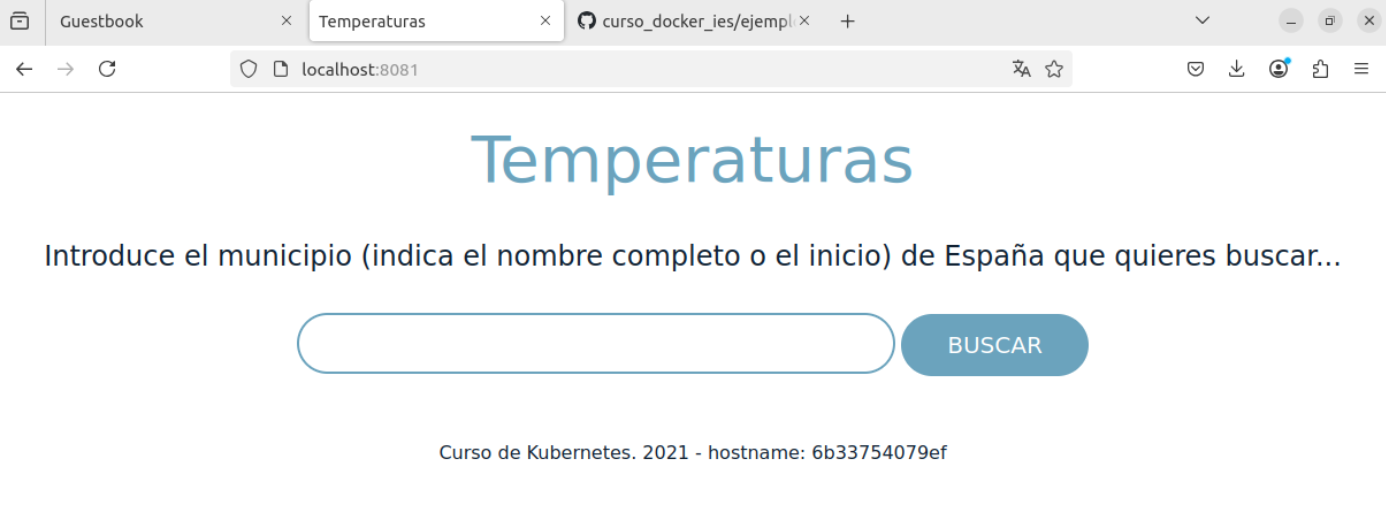 Guestbook
Temperaturas
curso_docker_ies/ejempl
localhost:8081
Temperaturas
Introduce el municipio (indica el nombre completo o el inicio) de España que quieres buscar...
BUSCAR
Curso de Kubernetes. 2021 - hostname: 6b33754079ef